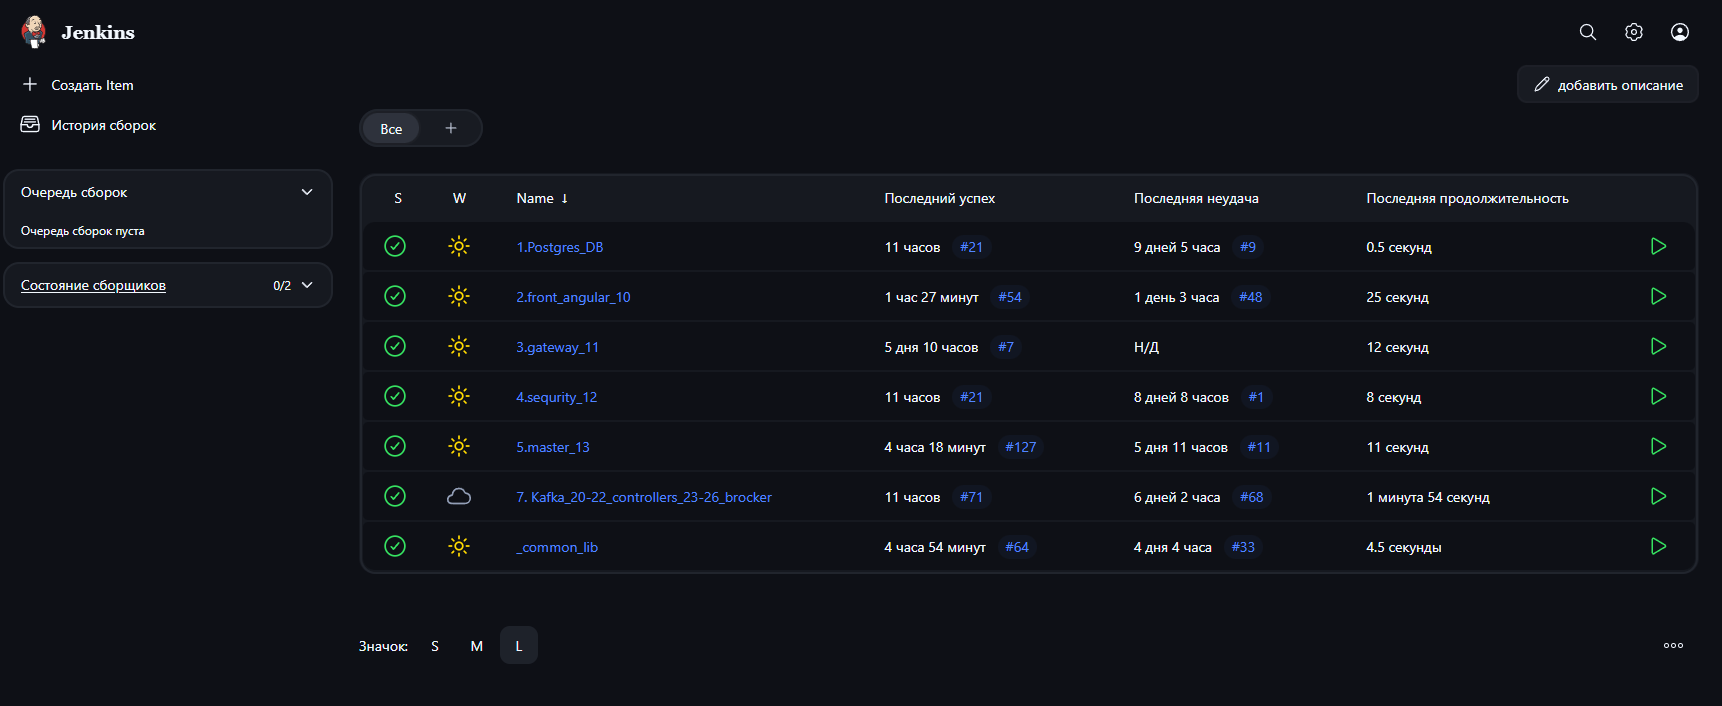 Jenkins
Создать Item
История сборок
добавить описание
Очередь сборок
Очередь сборок пуста
Состояние сборщиков 0/2
Все +
S W Name ↓ Последний успех Последняя неудача Последняя продолжительность
1.Postgres_DB 11 часов #21 9 дней 5 часа #9 0.5 секунд
2.front_angular_10 1 час 27 минут #54 1 день 3 часа #48 25 секунд
3.gateway_11 5 дня 10 часов #7 Н/Д 12 секунд
4.sequrity_12 11 часов #21 8 дней 8 часов #1 8 секунд
5.master_13 4 часа 18 минут #127 5 дня 11 часов #11 11 секунд
7. Kafka_20-22_controllers_23-26_brocker 11 часов #71 6 дней 2 часа #68 1 минута 54 секунд
_common_lib 4 часа 54 минут #64 4 дня 4 часа #33 4.5 секунды
Значок: S M L